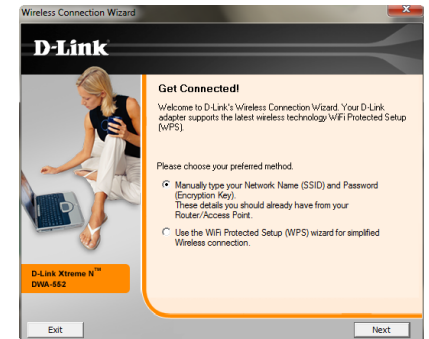 Wireless Connection Wizard
D-Link
Get Connected!
Welcome to D-Link's Wireless Connection Wizard. Your D-Link
adapter supports the latest wireless technology WiFi Protected Setup
(WPS).
Please choose your preferred method.
Manually type your Network Name (SSID) and Password
(Encryption Key).
These details you should already have from your
Router/Access Point.
Use the WiFi Protected Setup (WPS) wizard for simplified
Wireless connection.
D-Link Xtreme N™
DWA-552
Exit
Next